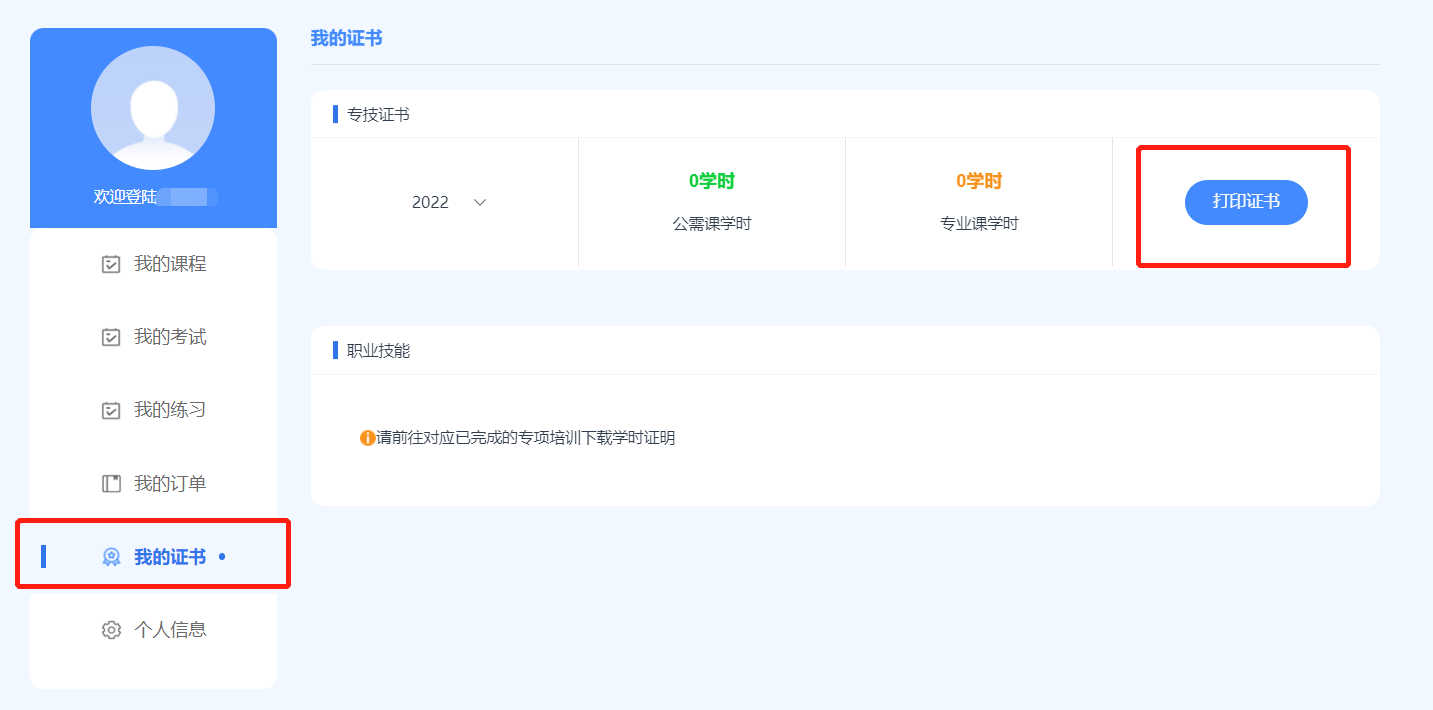 欢迎登陆
我的课程
我的考试
我的练习
我的订单
我的证书
个人信息
我的证书
专技证书
2022
0学时
公需课学时
0学时
专业课学时
打印证书
职业技能
请前往对应已完成的专项培训下载学时证明